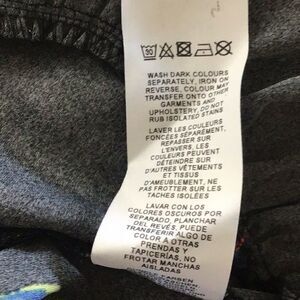 WASH DARK COLOURS
SEPARATELY, IRON ON
REVERSE, COLOUR MAY
TRANSFER ONTO OTHER
GARMENTS AND
UPHOLSTERY, DO NOT
RUB ISOLATED STAINS
LAVER LES COULEURS
FONCÉES SÉPARÉMENT,
REPASSER SUR
L'ENVERS, LES
COULEURS PEUVENT
DÉTEINDRE SUR
D'AUTRES VÊTEMENTS
ET TISSUS
D'AMEUBLEMENT, NE
PAS FROTTER SUR LES
TACHES ISOLÉES
LAVAR CON LOS
COLORES OSCUROS POR
SEPARADO, PLANCHAR
DEL REVÉS, PUEDE
TRANSFERIR ALGO DE
COLOR A OTRAS
PRENDAS Y
TAPICERÍAS, NO
FROTAR MANCHAS
AISLADAS
FARBEN